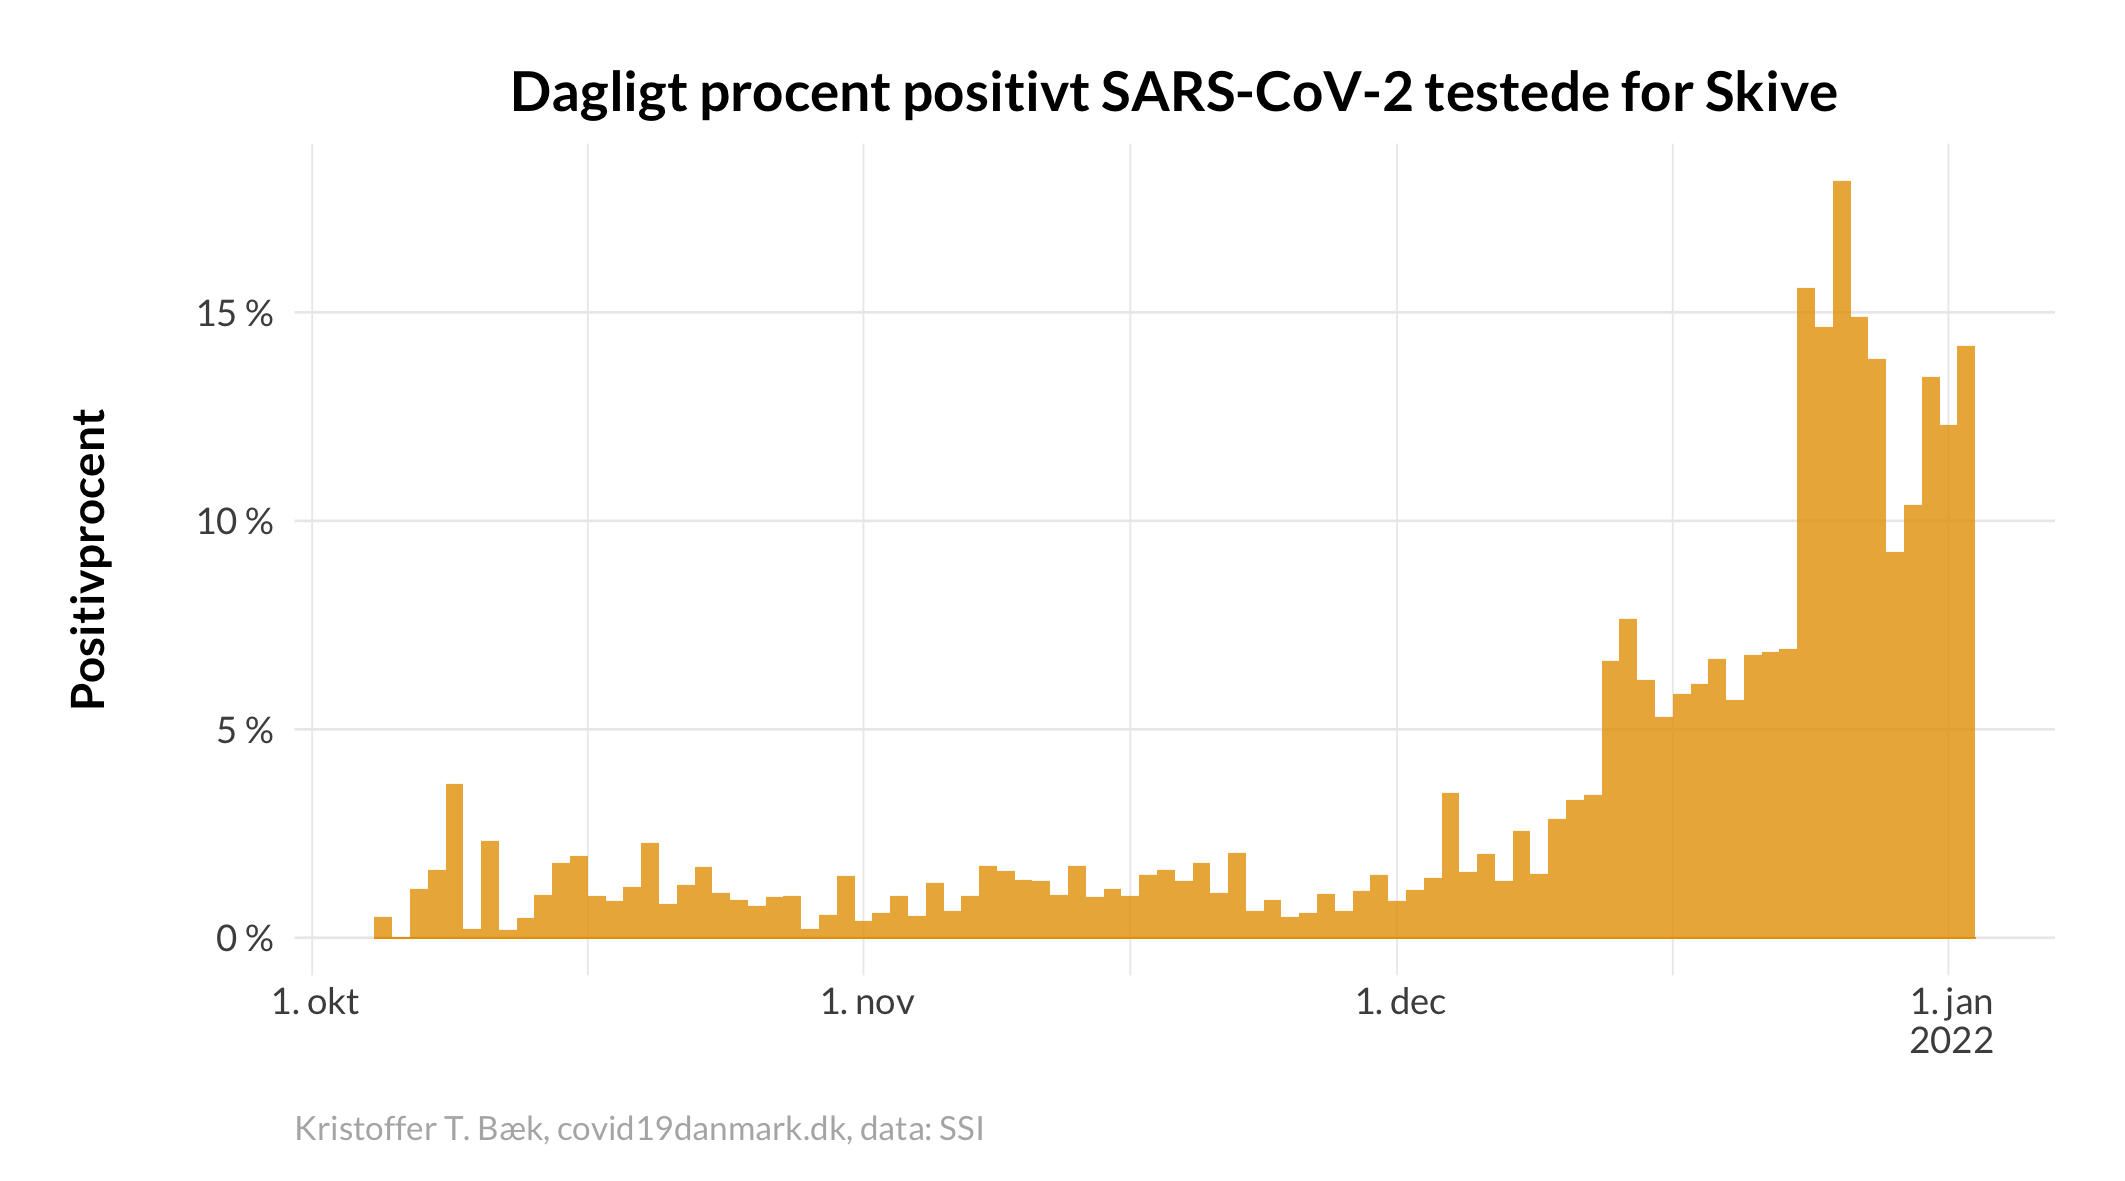 Dagligt procent positivt SARS-CoV-2 testede for Skive
Positivprocent
15 %
10 %
5 %
0 %
1. okt
1. nov
1. dec
1. jan
2022
Kristoffer T. Bæk, covid19danmark.dk, data: SSI